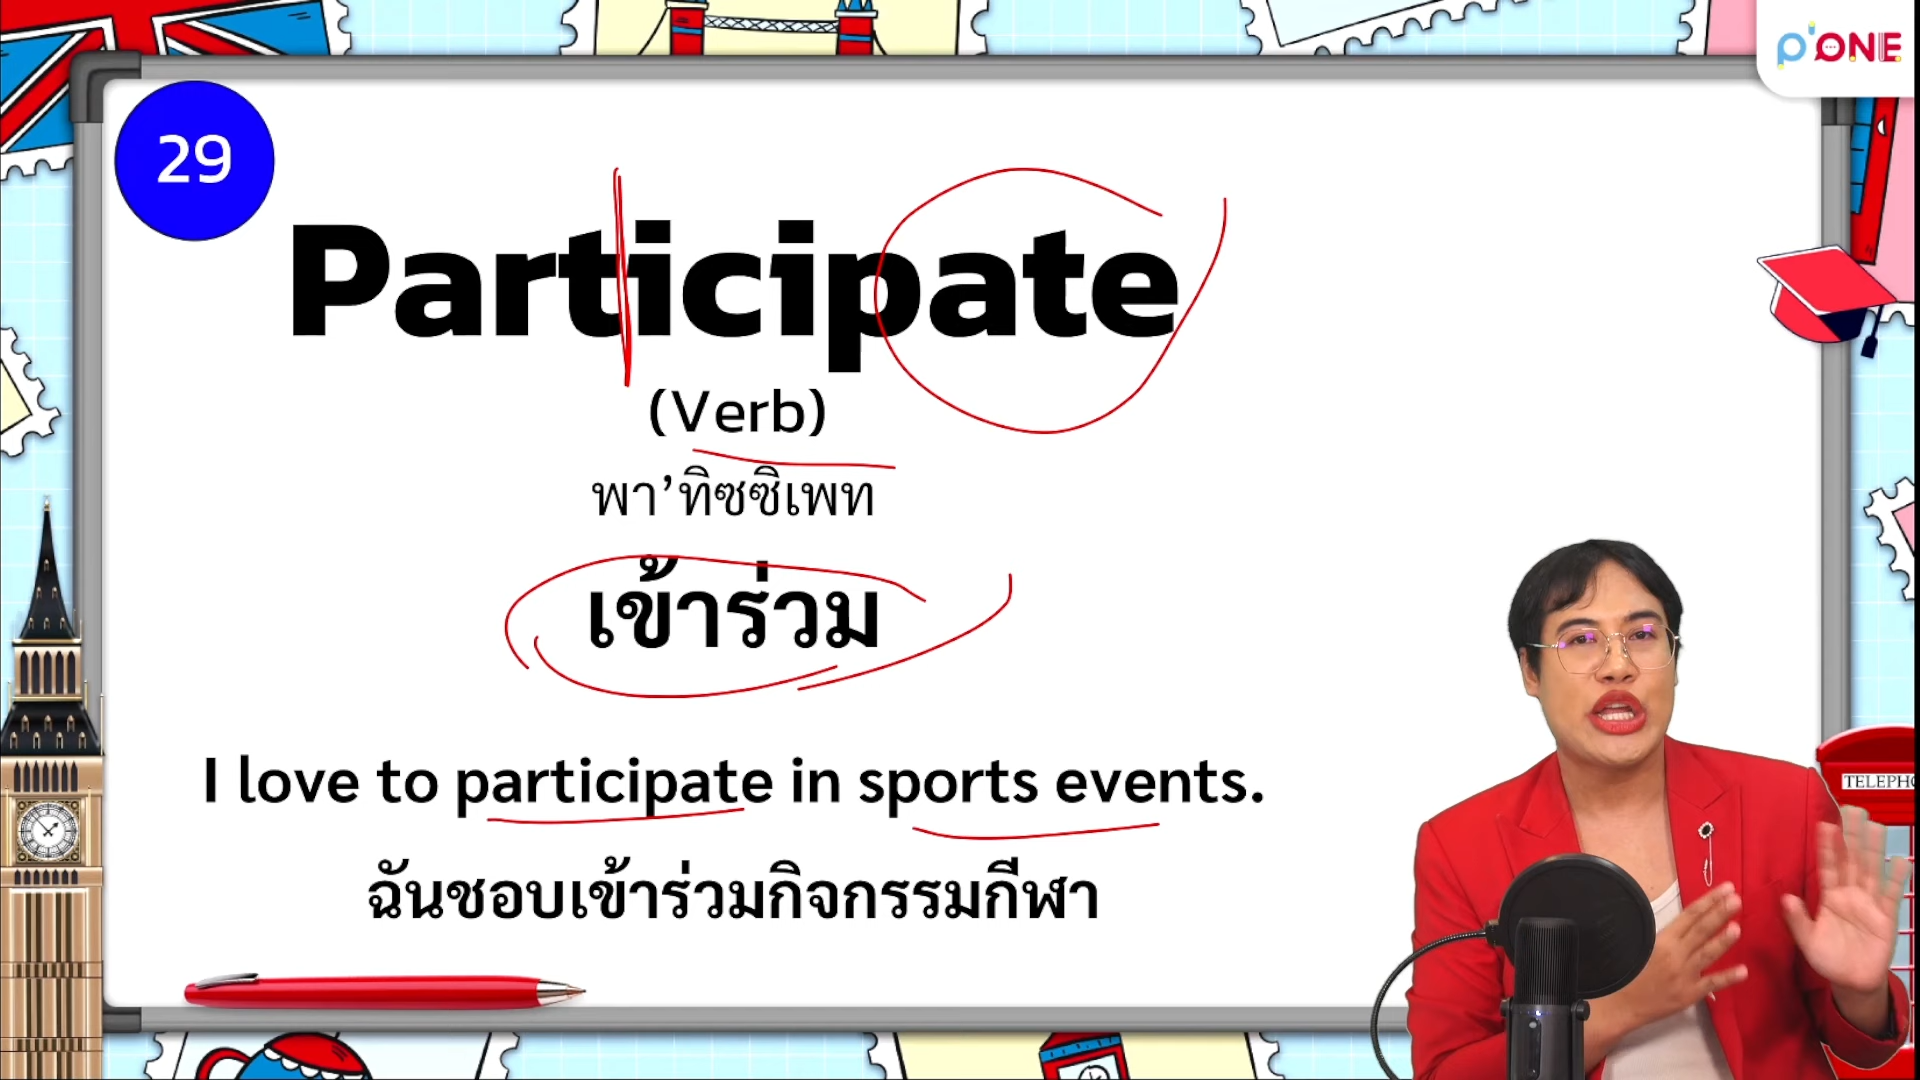 P'ONE
29
Participate
(Verb)
พา’ทิซซิเพท
เข้าร่วม
I love to participate in sports events.
ฉันชอบเข้าร่วมกิจกรรมกีฬา